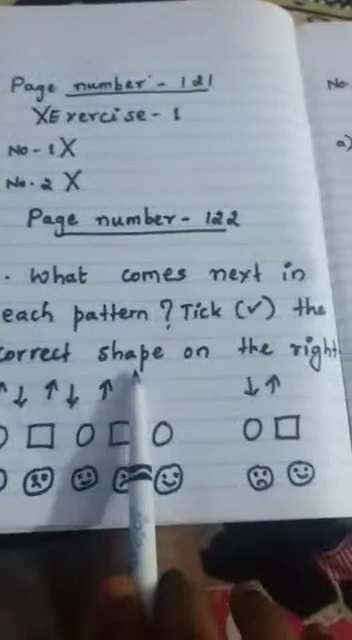 Page number - 121
Exercise - 1
No - 1 X
No. 2 X
Page number - 122
. What comes next in
each pattern ? Tick (✓) the
correct shape on the right
↓ ↑ ↓ ↑ ↓ ↑
No.
a)